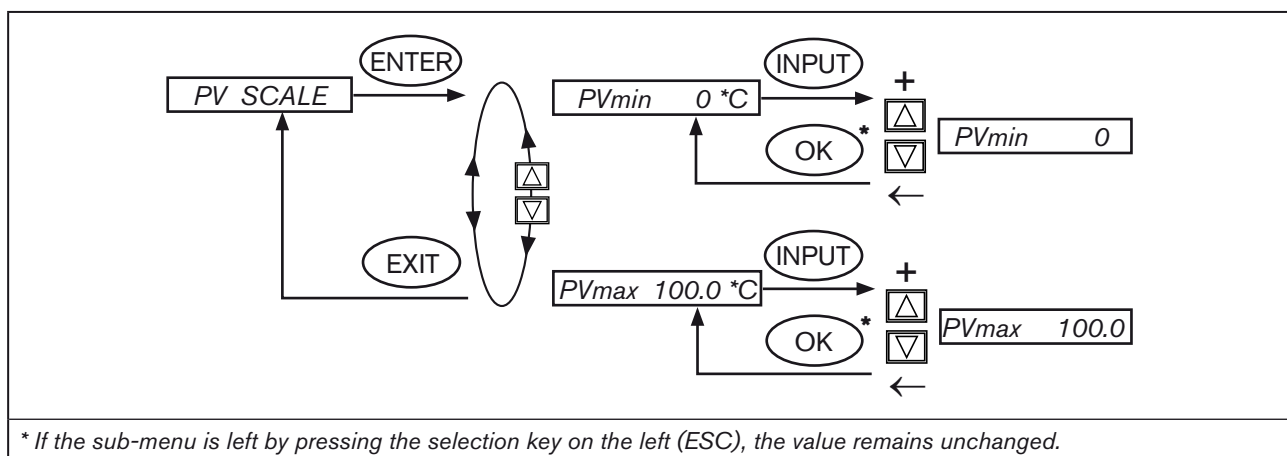 ENTER
PV SCALE
EXIT
PVmin 0 *C
INPUT
+
OK *
←
PVmin 0
PVmax 100.0 *C
INPUT
+
OK *
←
PVmax 100.0
* If the sub-menu is left by pressing the selection key on the left (ESC), the value remains unchanged.